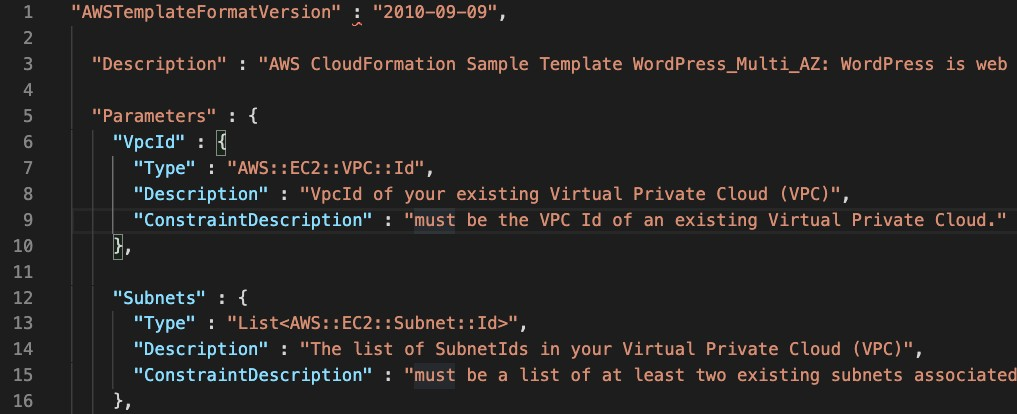 1 "AWSTemplateFormatVersion" : "2010-09-09",
2
3 "Description" : "AWS CloudFormation Sample Template WordPress_Multi_AZ: WordPress is web
4
5 "Parameters" : {
6 "VpcId" : {
7 "Type" : "AWS::EC2::VPC::Id",
8 "Description" : "VpcId of your existing Virtual Private Cloud (VPC)",
9 "ConstraintDescription" : "must be the VPC Id of an existing Virtual Private Cloud."
10 },
11
12 "Subnets" : {
13 "Type" : "List<AWS::EC2::Subnet::Id>",
14 "Description" : "The list of SubnetIds in your Virtual Private Cloud (VPC)",
15 "ConstraintDescription" : "must be a list of at least two existing subnets associated
16 },